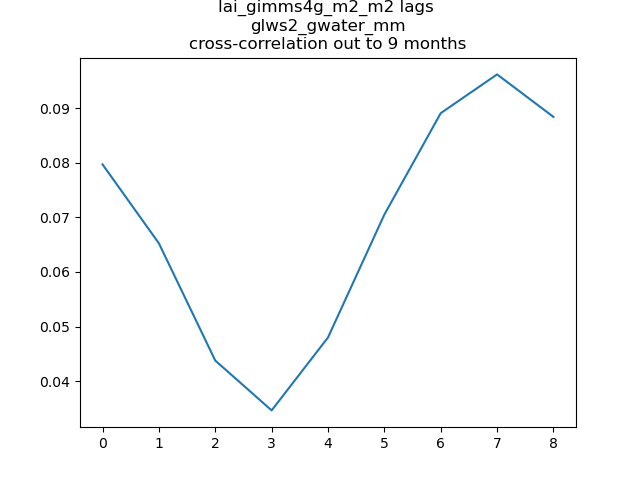 lai_gimms4g_m2_m2 lags
glws2_gwater_mm
cross-correlation out to 9 months
0.09
0.08
0.07
0.06
0.05
0.04
0 1 2 3 4 5 6 7 8